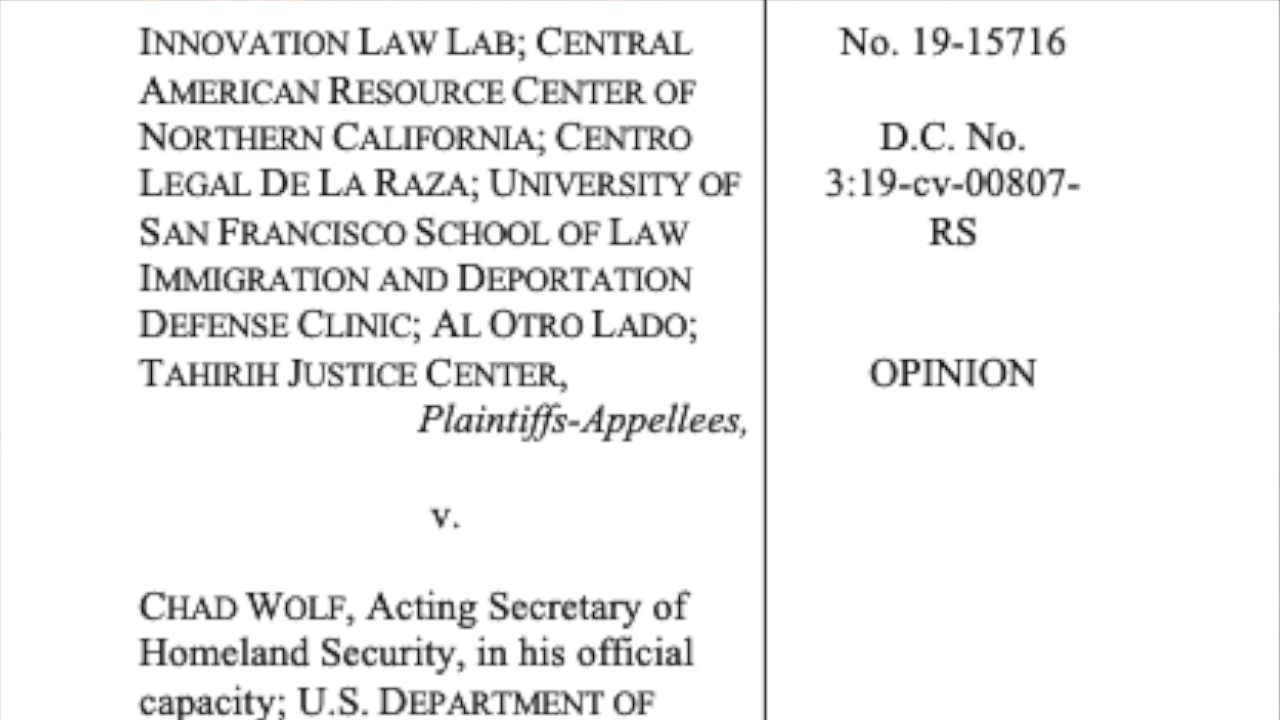 INNOVATION LAW LAB; CENTRAL
AMERICAN RESOURCE CENTER OF
NORTHERN CALIFORNIA; CENTRO
LEGAL DE LA RAZA; UNIVERSITY OF
SAN FRANCISCO SCHOOL OF LAW
IMMIGRATION AND DEPORTATION
DEFENSE CLINIC; AL OTRO LADO;
TAHIRIH JUSTICE CENTER,
Plaintiffs-Appellees,
v.
CHAD WOLF, Acting Secretary of
Homeland Security, in his official
capacity; U.S. DEPARTMENT OF
No. 19-15716
D.C. No.
3:19-cv-00807-
RS
OPINION